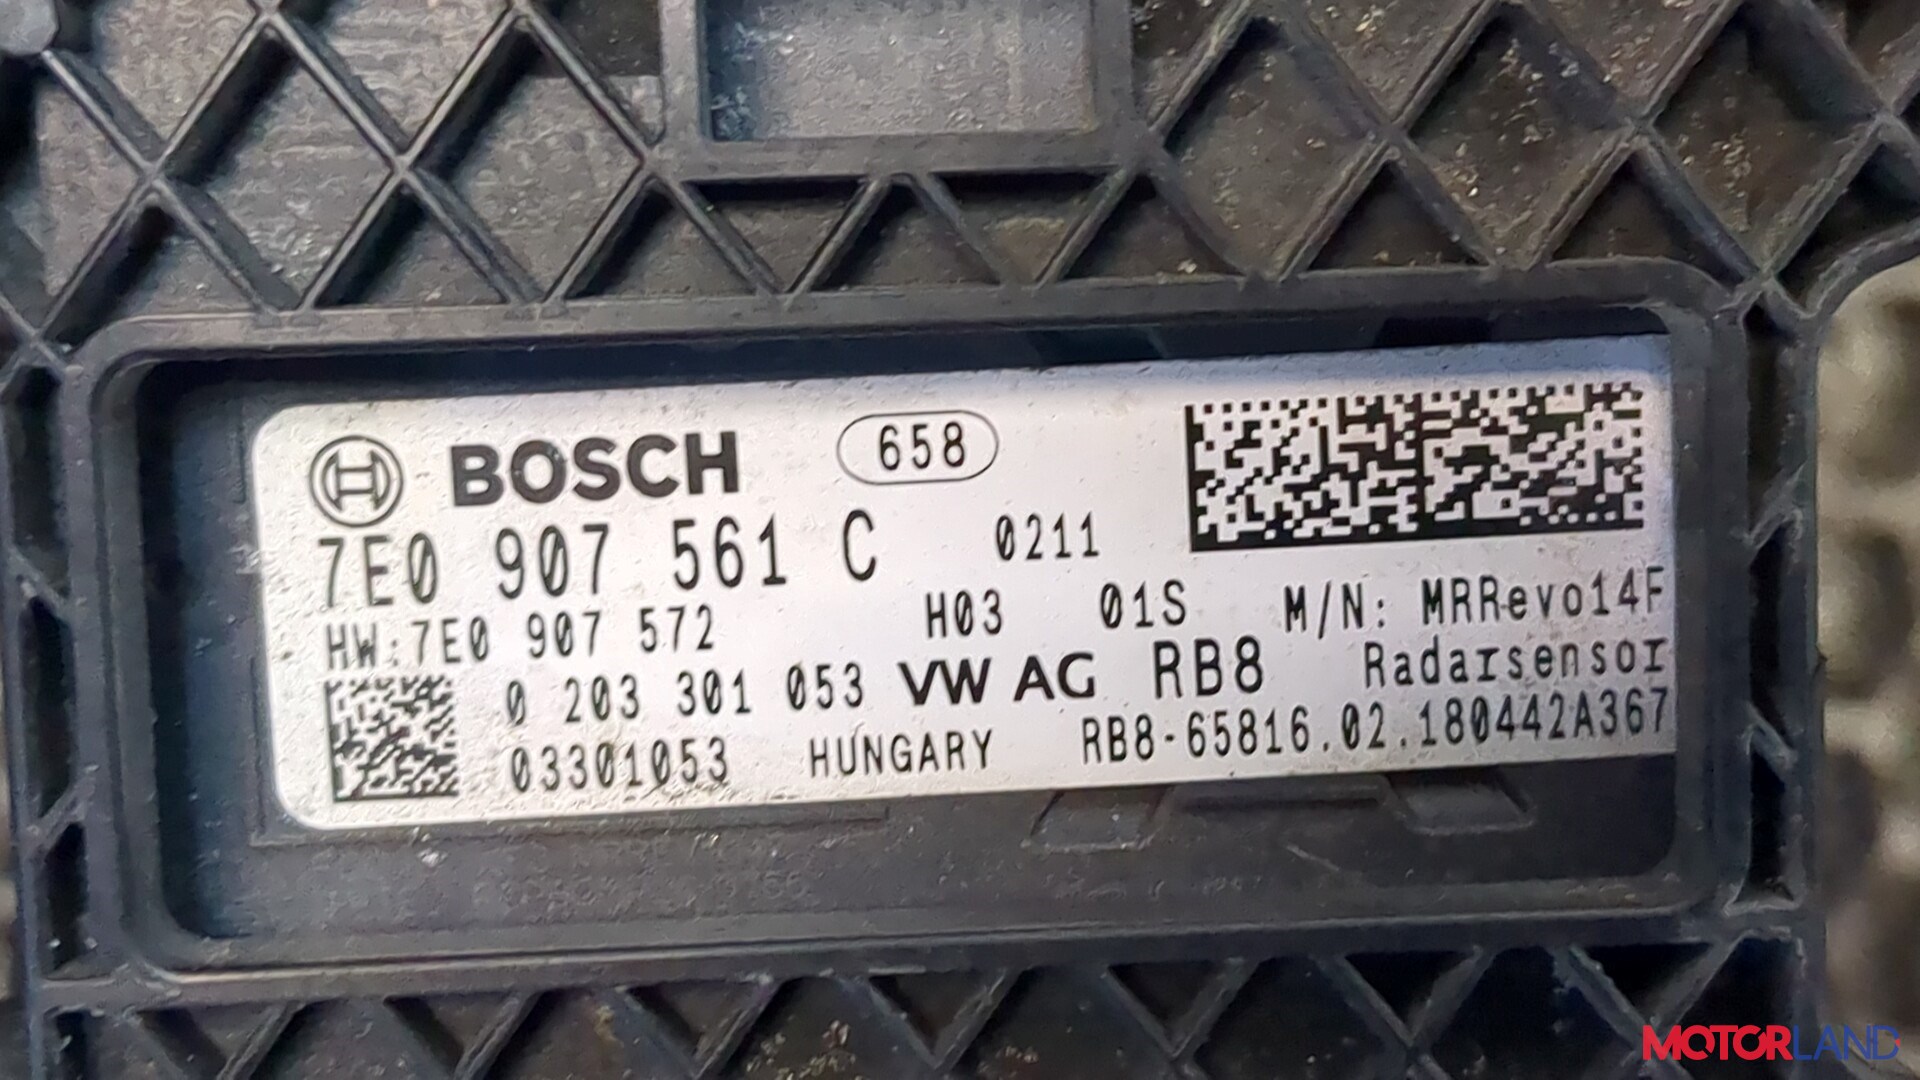 BOSCH 658
7E0 907 561 C 0211
HW:7E0 907 572 H03 01S M/N: MRRevo14F
0 203 301 053 VW AG RB8 Radarsensor
03301053 HUNGARY RB8-65816.02.180442A367
MOTORLAND